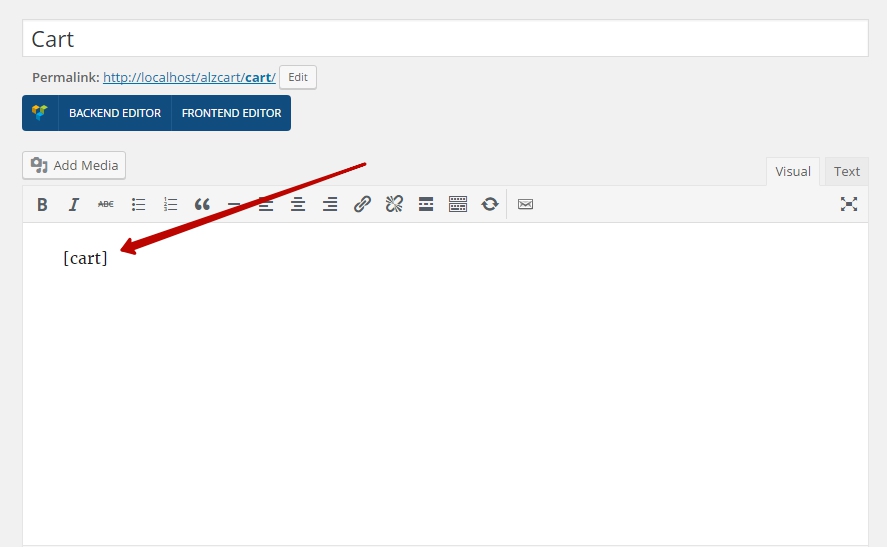 Cart
Permalink: http://localhost/alzcart/cart/ Edit
BACKEND EDITOR FRONTEND EDITOR
Add Media
Visual Text
B I ABC
[cart]